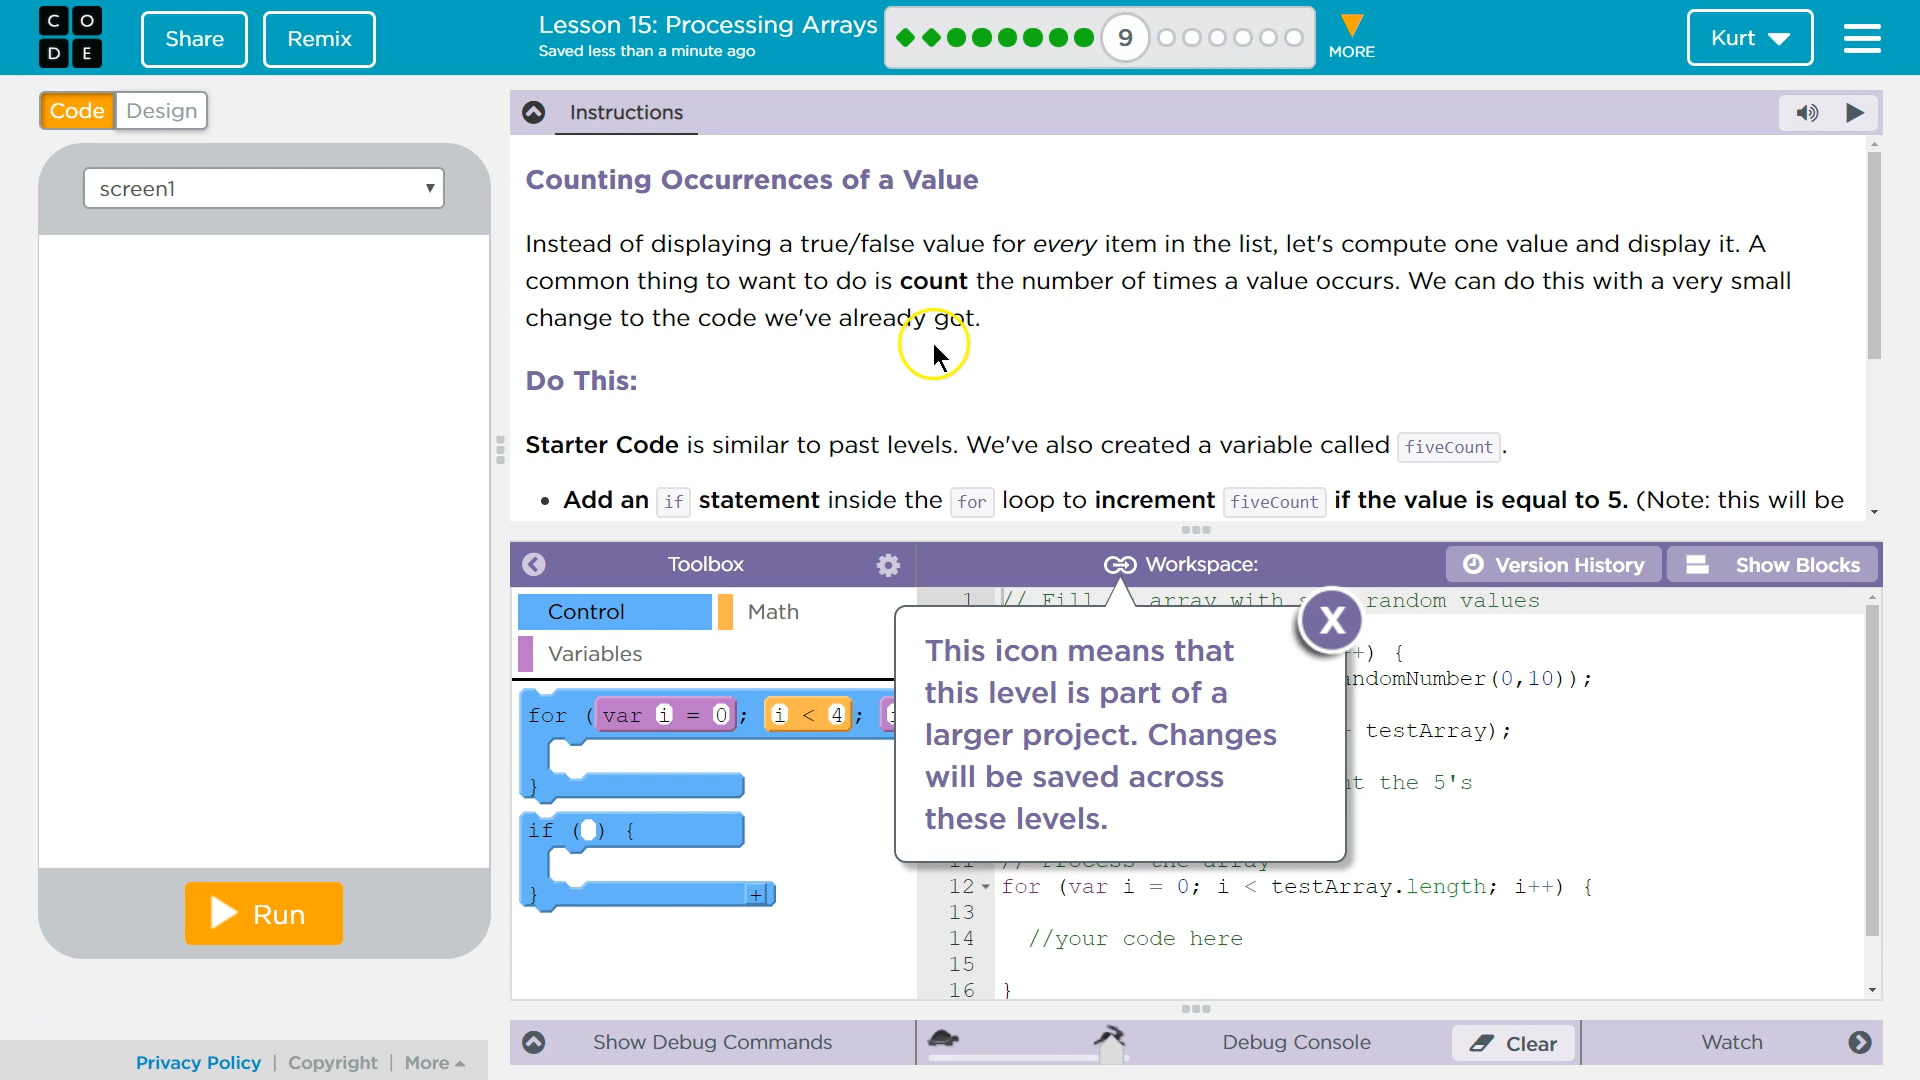 C O
D E
Share
Remix
Lesson 15: Processing Arrays
Saved less than a minute ago
9
MORE
Kurt
Code
Design
screen1
Run
Privacy Policy | Copyright | More
Instructions
Counting Occurrences of a Value
Instead of displaying a true/false value for every item in the list, let's compute one value and display it. A
common thing to want to do is count the number of times a value occurs. We can do this with a very small
change to the code we've already got.
Do This:
Starter Code is similar to past levels. We've also created a variable called fiveCount.
• Add an if statement inside the for loop to increment fiveCount if the value is equal to 5. (Note: this will be
Toolbox
Workspace:
Version History
Show Blocks
Control
Math
Variables
for (var i = 0; i < 4;
}
if () {
}
+
This icon means that
this level is part of a
larger project. Changes
will be saved across
these levels.
X
1 // Fill array with random values
+) {
ndomNumber(0,10));
testArray);
the 5's
// Process the array
12 for (var i = 0; i < testArray.length; i++) {
13
14 //your code here
15
16 }
Show Debug Commands
Debug Console
Clear
Watch